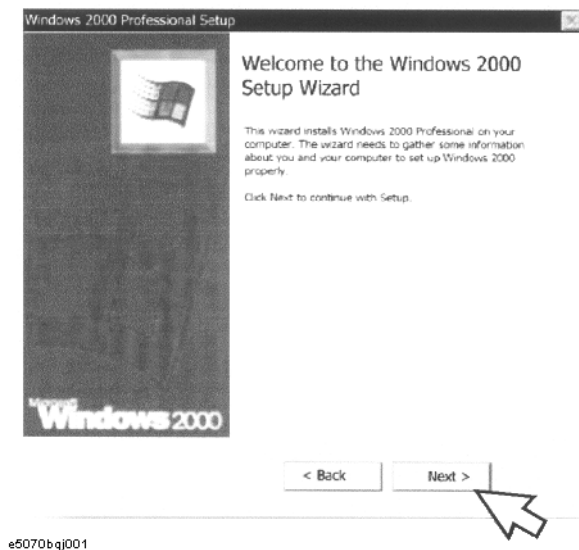 Windows 2000 Professional Setup
Welcome to the Windows 2000
Setup Wizard
This wizard installs Windows 2000 Professional on your
computer. The wizard needs to gather some information
about you and your computer to set up Windows 2000
properly.
Click Next to continue with Setup.
Microsoft
Windows 2000
< Back
Next >
e5070bqj001